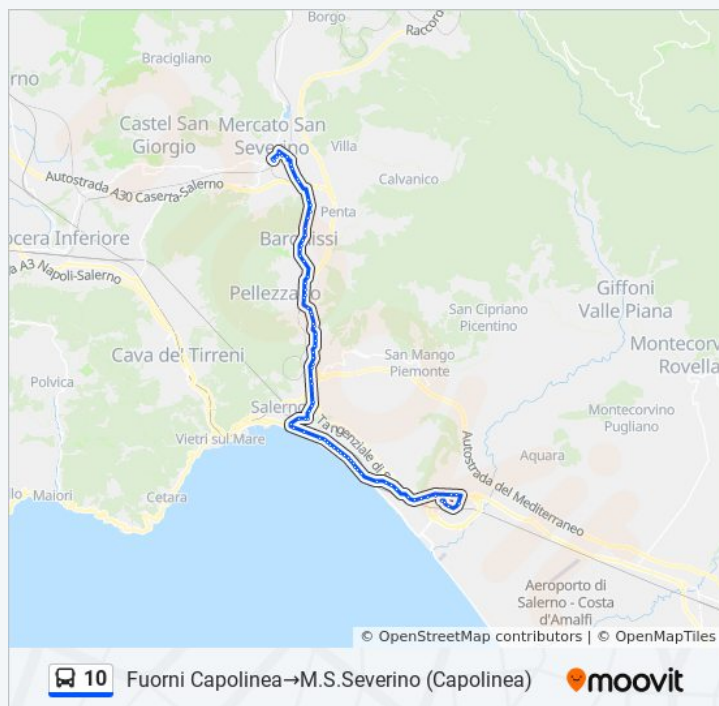 Borgo
Raccor
Bracigliano
rno
Castel San
Giorgio
Mercato San
Severino
Villa
Calvanico
Autostrada A30 Caserta-Salerno
Penta
ocera Inferiore
Baronissi
A3 Napoli-Salerno
Pellezzano
Giffoni
Valle Piana
San Cipriano
Picentino
Montecorv
Rovella
Cava de' Tirreni
San Mango
Piemonte
Polvica
Salerno
Montecorvino
Pugliano
Vietri sul Mare
Tangenziale di S
Autostrada del Mediterraneo
Aquara
Maiori
Cetara
Aeroporto di
Salerno - Costa
d'Amalfi
© OpenStreetMap contributors | © OpenMapTiles
10 Fuorni Capolinea→M.S.Severino (Capolinea) moovit